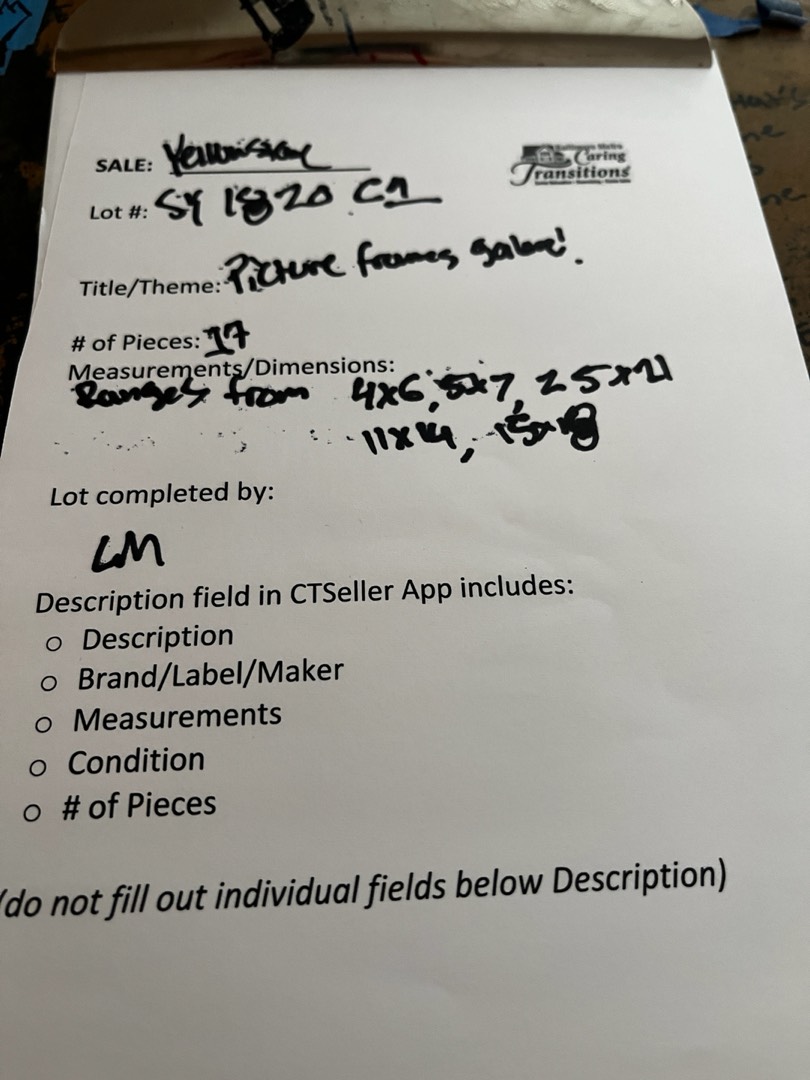 SALE: Yellowstone
Caring
Transitions
Lot #: SY 1820 C1
Title/Theme: Picture frames galore!
# of Pieces: 17
Measurements/Dimensions:
Ranges from 4x6, 5x7, 25x21
11x14, 15x18
Lot completed by:
LM
Description field in CTSeller App includes:
o Description
o Brand/Label/Maker
o Measurements
o Condition
o # of Pieces
(do not fill out individual fields below Description)